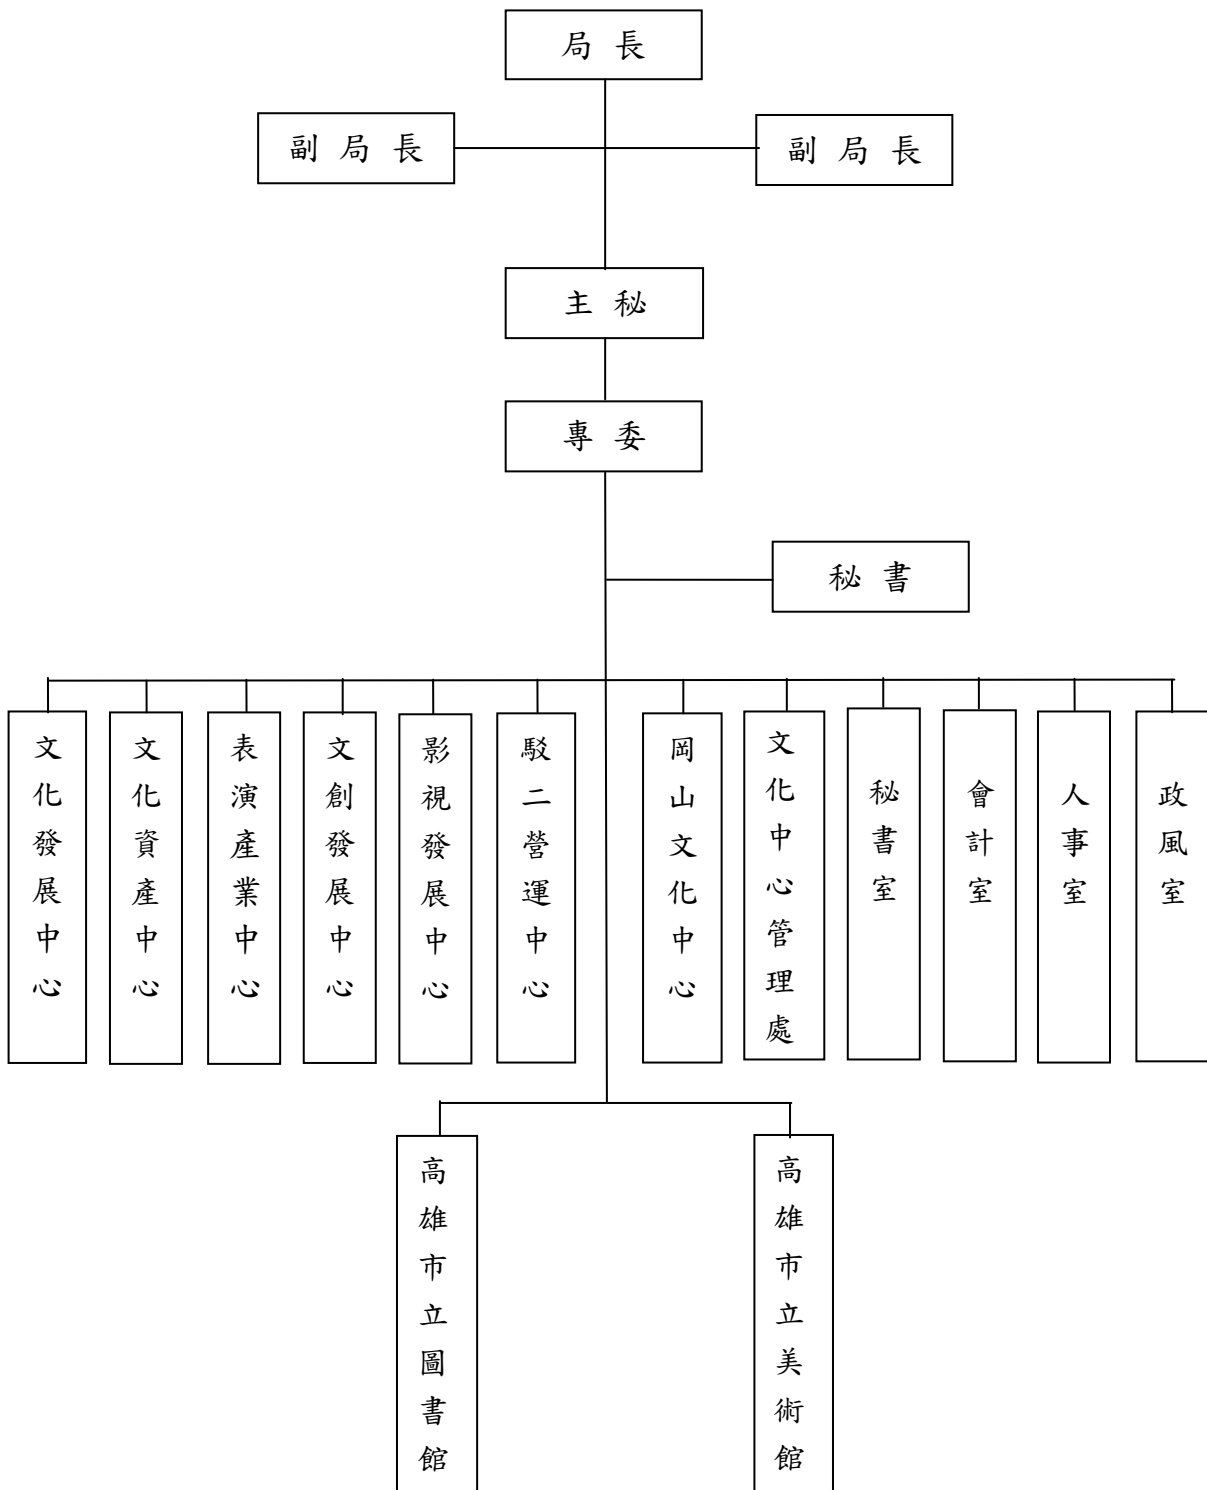 局長
副局長
副局長
主秘
專委
秘書
文化發展中心
文化資產中心
表演產業中心
文創發展中心
影視發展中心
駁二營運中心
岡山文化中心
文化中心管理處
秘書室
會計室
人事室
政風室
高雄市立圖書館
高雄市立美術館